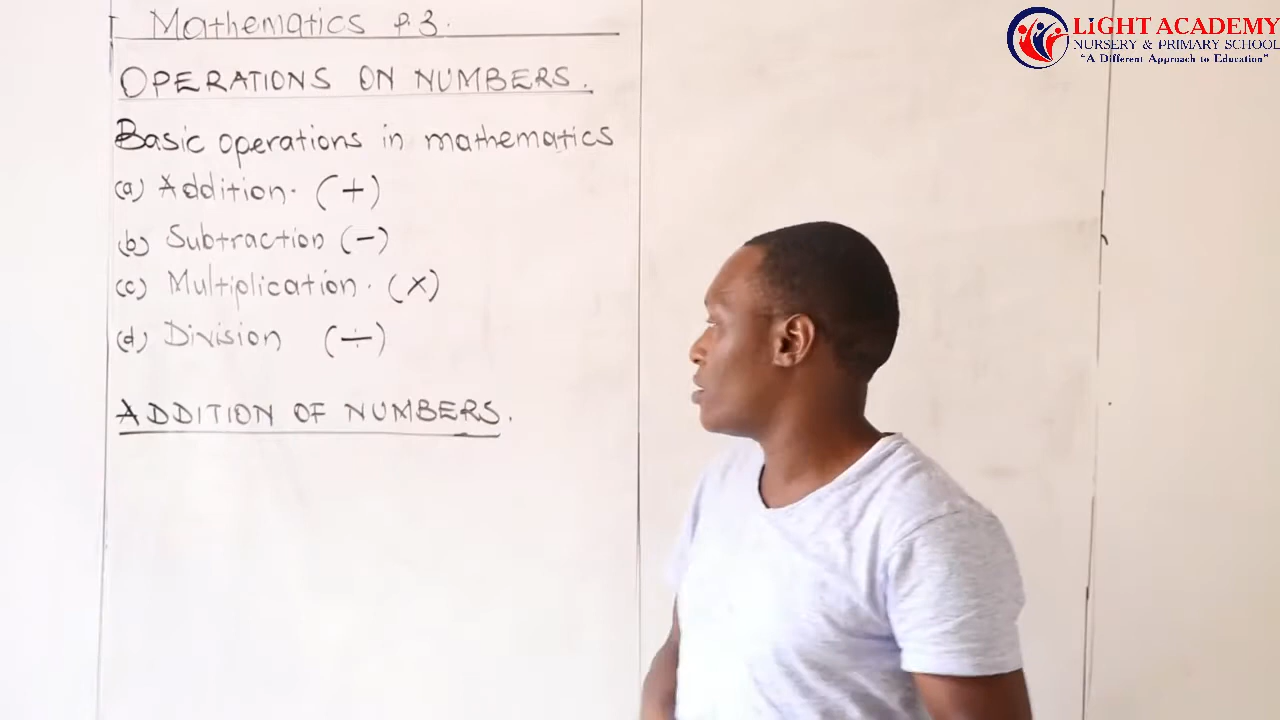 Mathematics P.3.
OPERATIONS ON NUMBERS.
Basic operations in mathematics
(a) Addition. (+)
(b) Subtraction (-)
(c) Multiplication. (×)
(d) Division (÷)
ADDITION OF NUMBERS.
LIGHT ACADEMY
NURSERY & PRIMARY SCHOOL
"A Different Approach to Education"